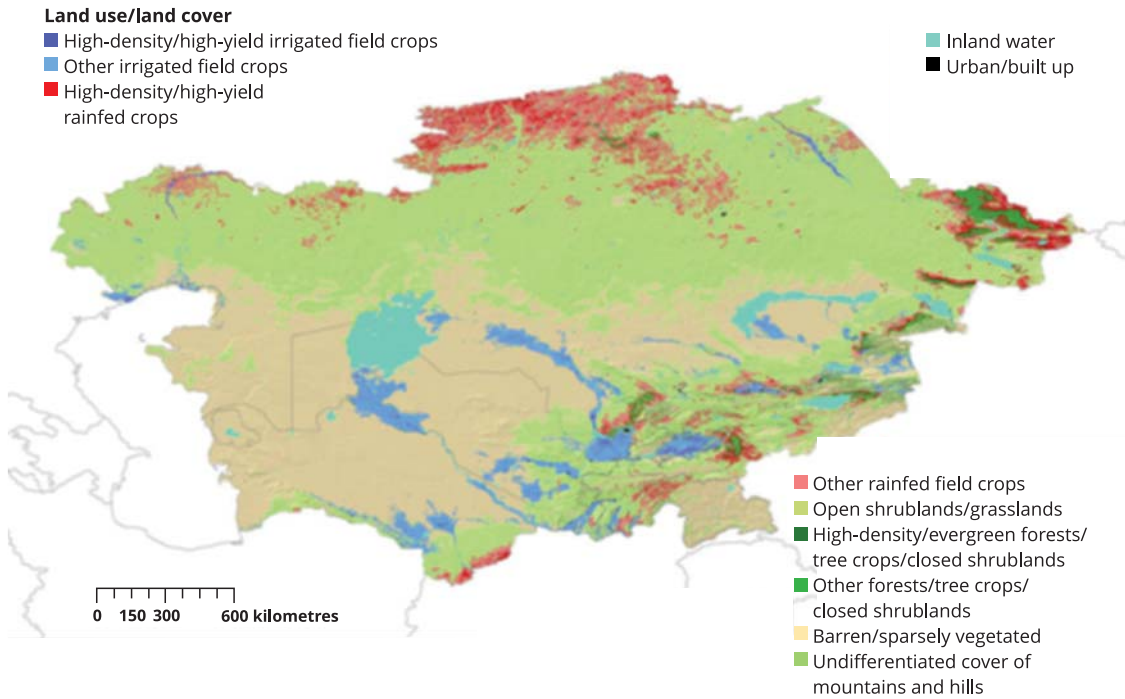 Land use/land cover
High-density/high-yield irrigated field crops
Other irrigated field crops
High-density/high-yield
rainfed crops
Inland water
Urban/built up
Other rainfed field crops
Open shrublands/grasslands
High-density/evergreen forests/
tree crops/closed shrublands
Other forests/tree crops/
closed shrublands
Barren/sparsely vegetated
Undifferentiated cover of
mountains and hills
0 150 300 600 kilometres